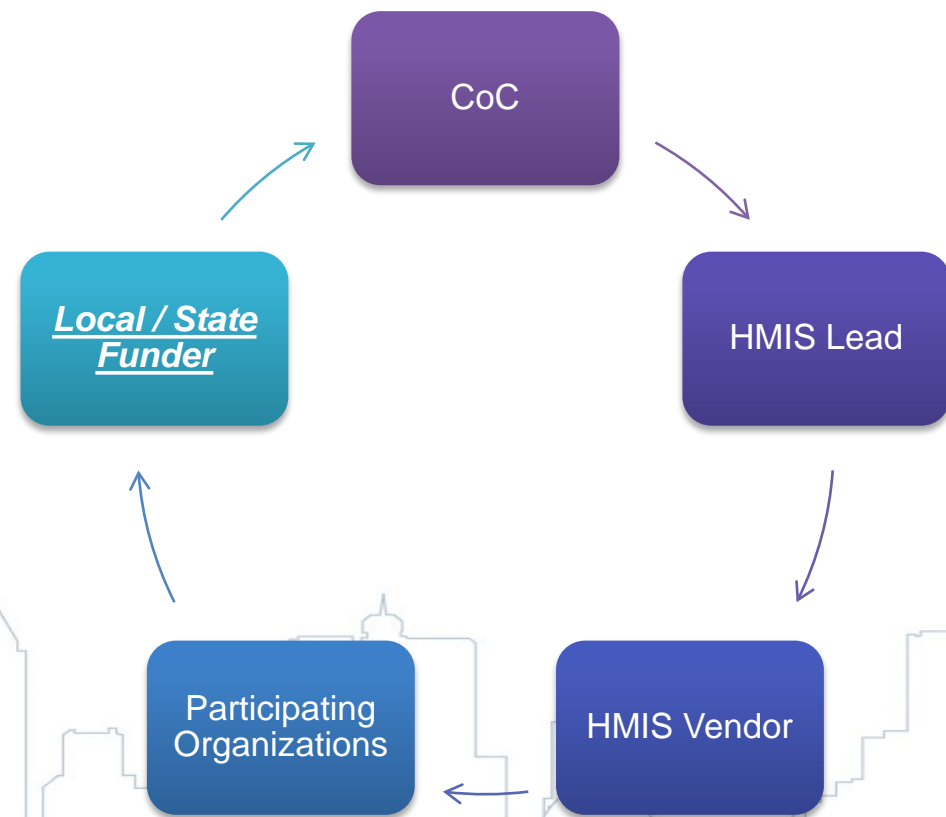 CoC
HMIS Lead
HMIS Vendor
Participating
Organizations
Local / State
Funder